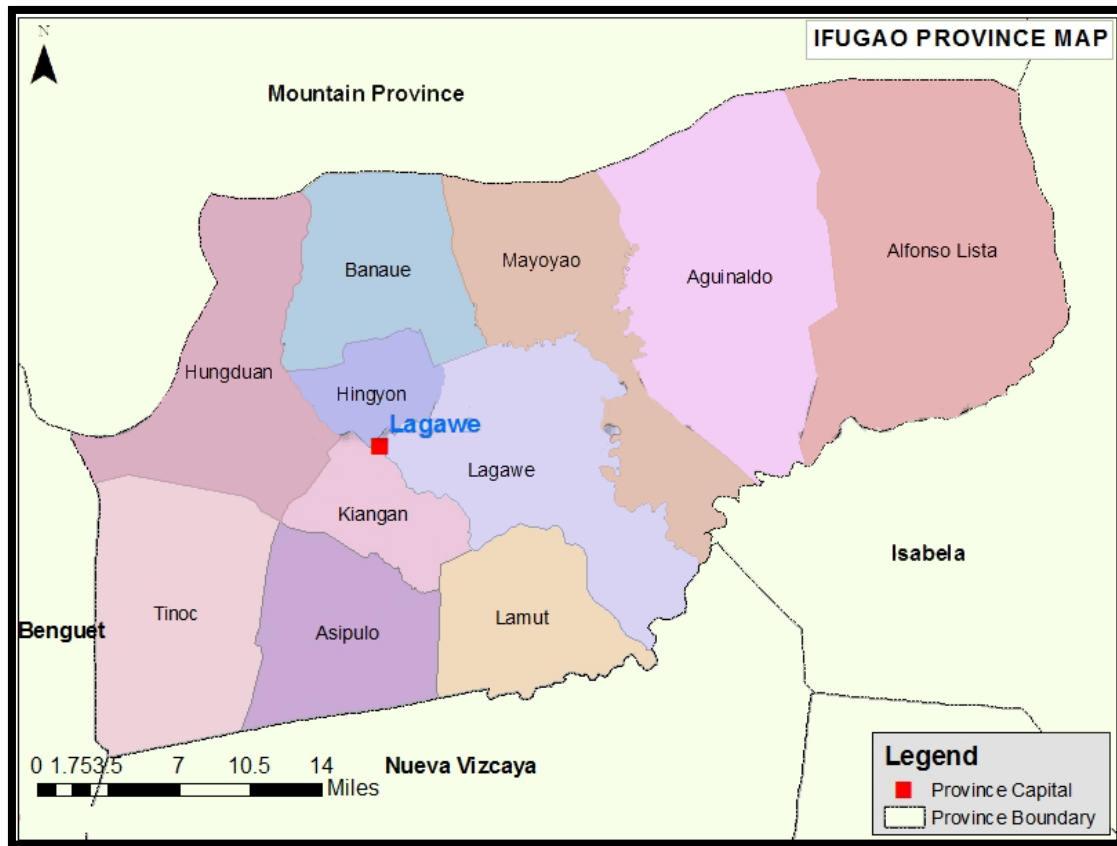 N
IFUGAO PROVINCE MAP
Mountain Province
Alfonso Lista
Mayoyao
Banaue
Aguinaldo
Hungduan
Hingyon
Lagawe
Lagawe
Kiangan
Isabela
Tinoc
Lamut
Benguet
Asipulo
Nueva Vizcaya
0 1.753.5 7 10.5 14
Miles
Legend
Province Capital
Province Boundary